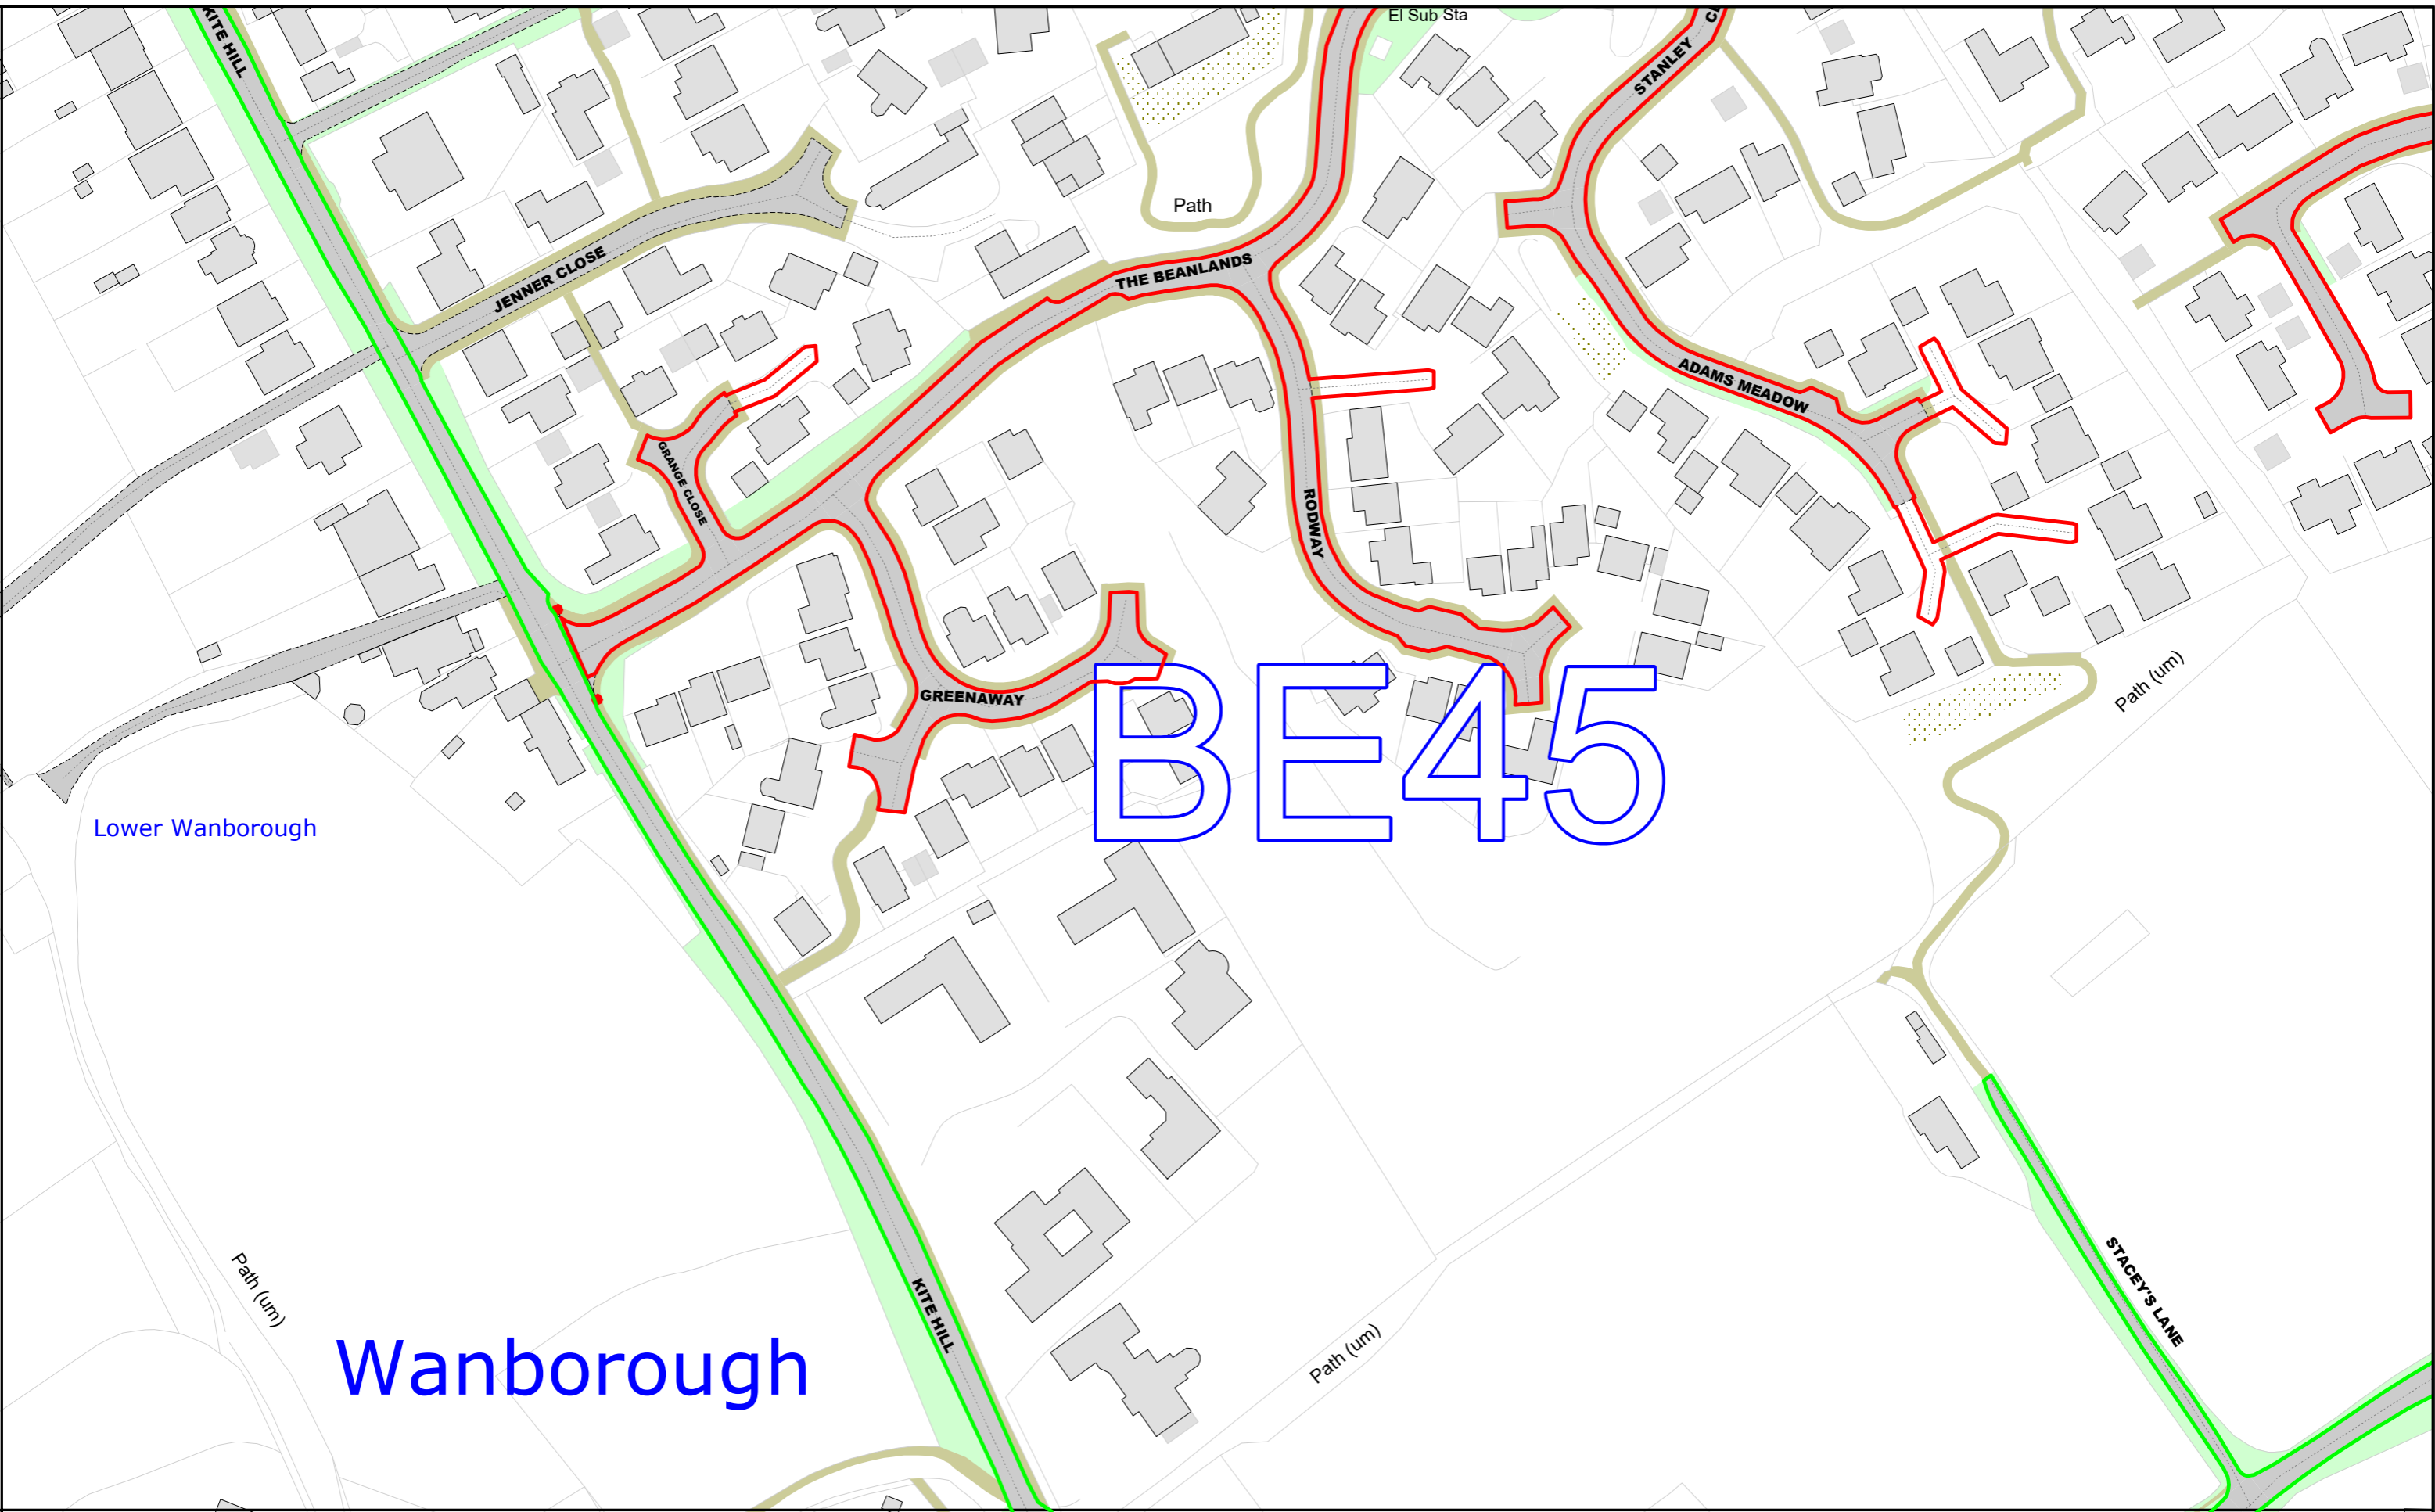 El Sub Sta
KITE HILL
STANLEY
Path
JENNER CLOSE
THE BEANLANDS
ADAMS MEADOW
GRANGE CLOSE
RODWAY
GREENAWAY
Path (um)
BE45
Lower Wanborough
Path (um)
STACEY'S LANE
KITE HILL
Path (um)
Wanborough